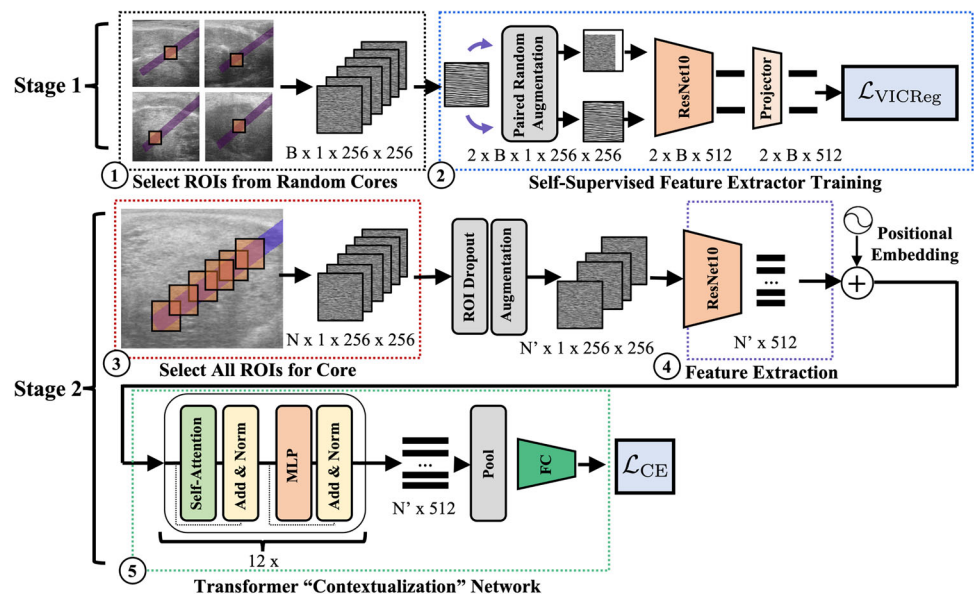 Stage 1
B x 1 x 256 x 256
1
Select ROIs from Random Cores
Paired Random
Augmentation
2 x B x 1 x 256 x 256
ResNet10
2 x B x 512
Projector
2 x B x 512
ℒVICReg
2
Self-Supervised Feature Extractor Training
Stage 2
N x 1 x 256 x 256
3
Select All ROIs for Core
ROI Dropout
Augmentation
N' x 1 x 256 x 256
ResNet10
...
N' x 512
4
Feature Extraction
Positional
Embedding
+
Self-Attention
Add & Norm
MLP
Add & Norm
12 x
...
N' x 512
Pool
FC
ℒCE
5
Transformer “Contextualization” Network